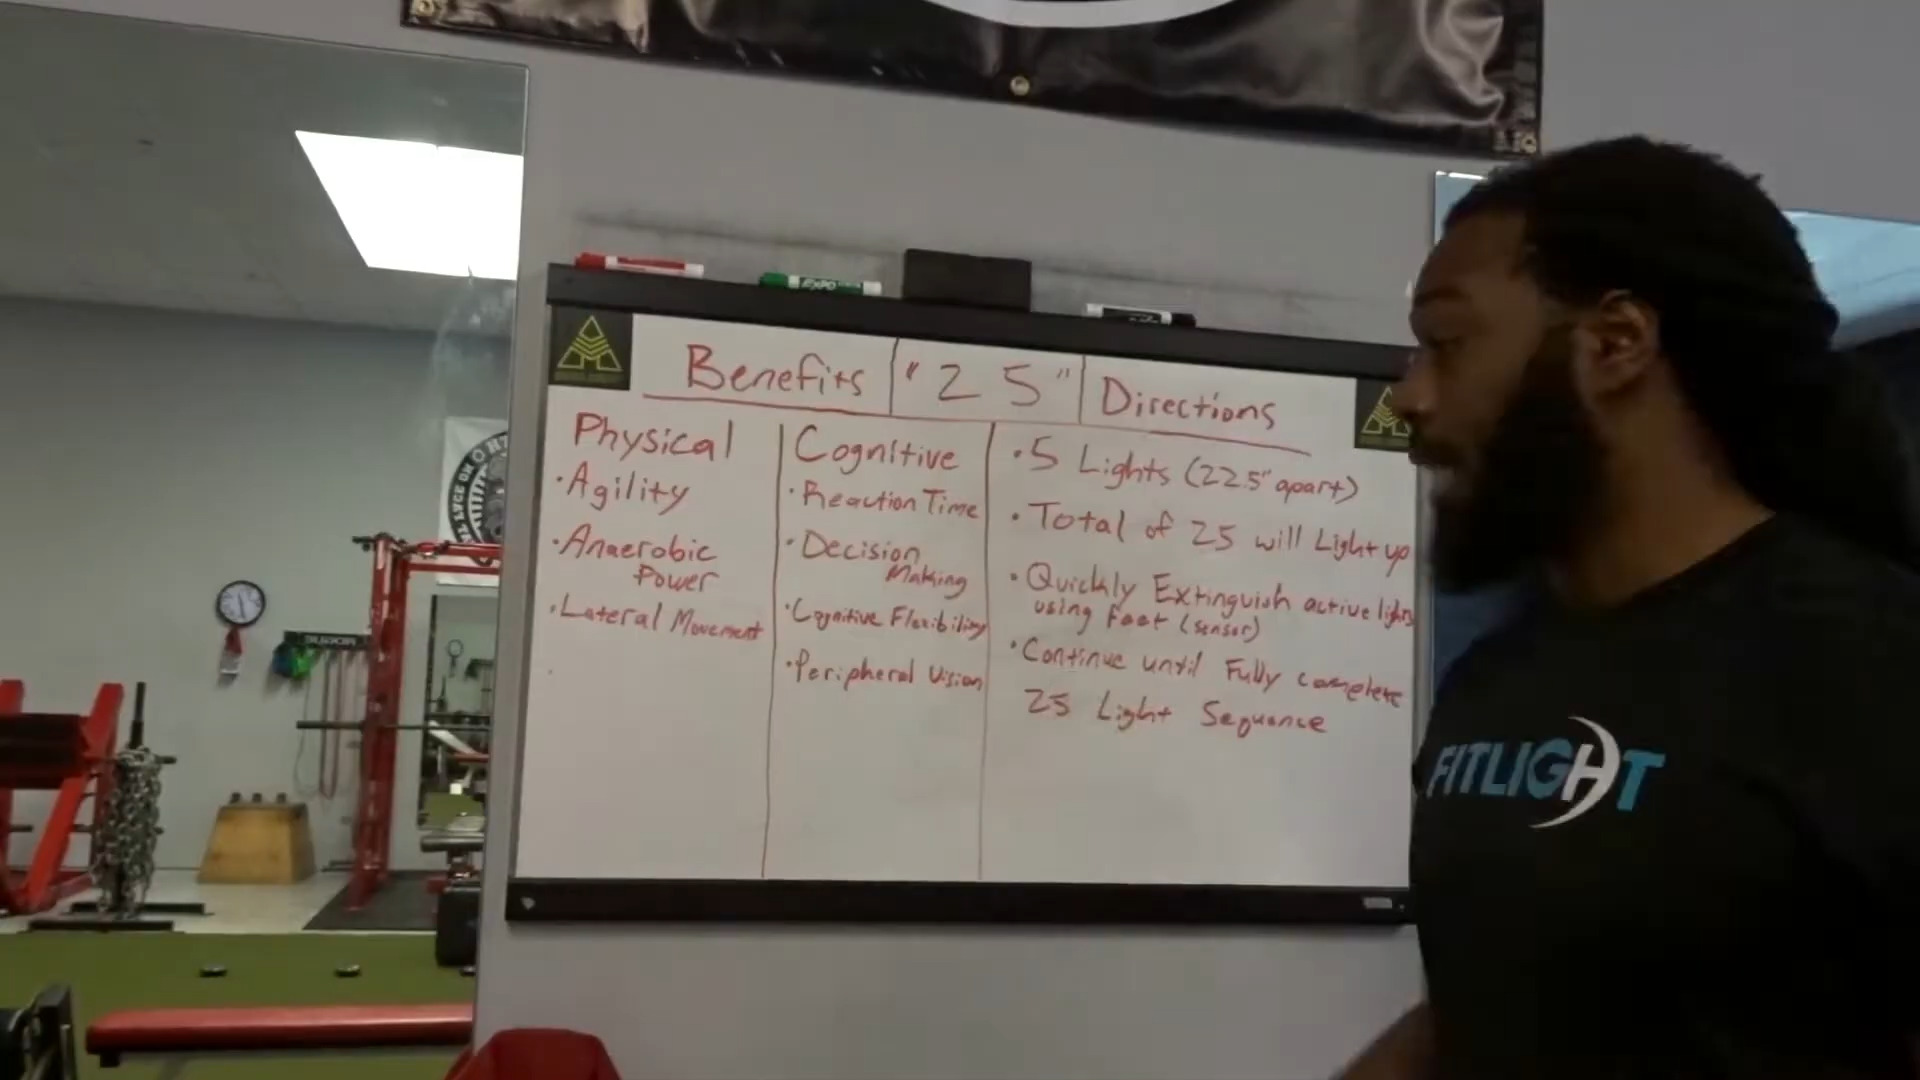 EXPO
Benefits
"25"
Directions
Physical
• Agility
• Anaerobic
Power
• Lateral Movement
•
Cognitive
• Reaction Time
• Decision
Making
• Cognitive Flexibility
• Peripheral Vision
• 5 Lights (22.5" apart)
• Total of 25 will Light up
• Quickly Extinguish active lights
using foot (sensor)
• Continue until Fully complete
25 Light Sequance
FITLIGHT